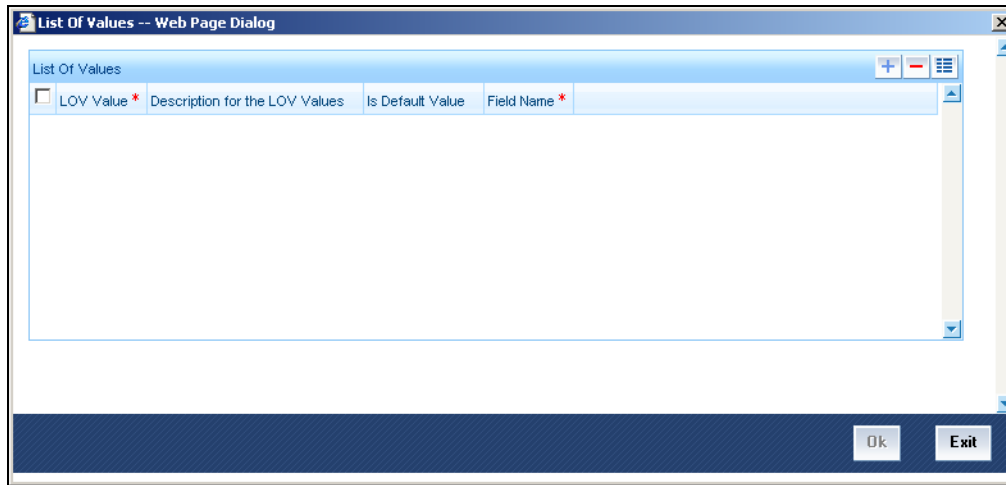 List Of Values -- Web Page Dialog
List Of Values
LOV Value * Description for the LOV Values Is Default Value Field Name *
Ok Exit